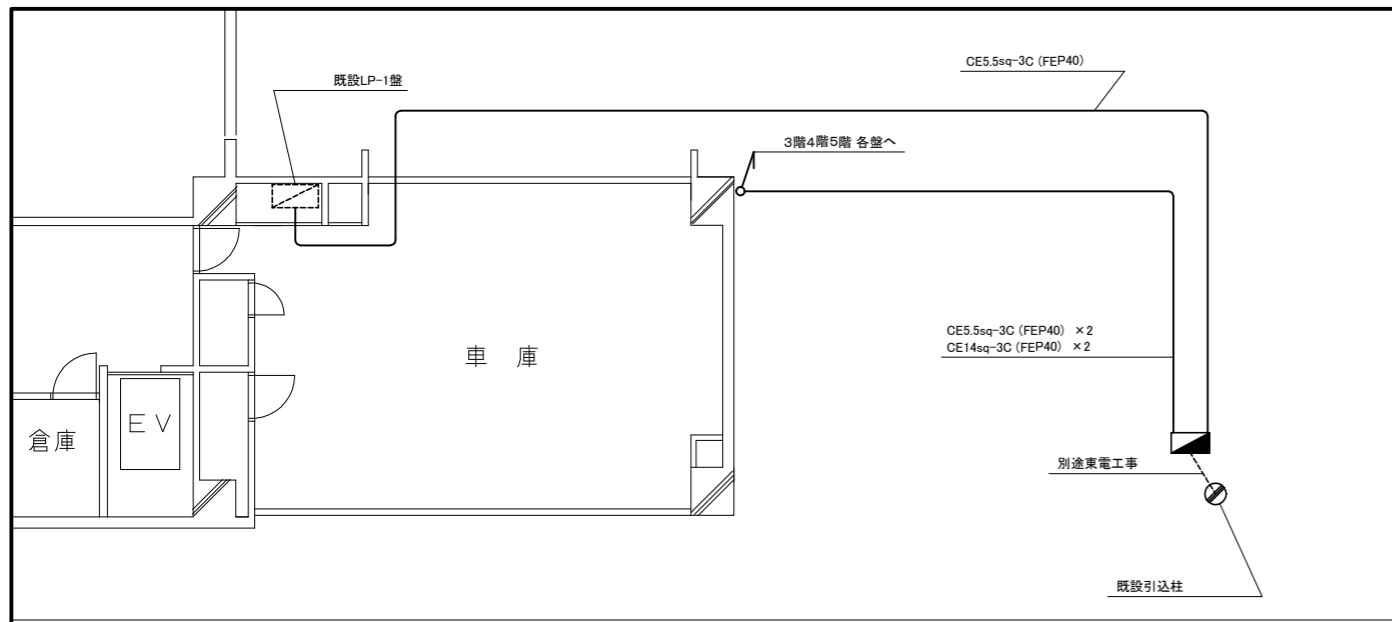 CE5.5sq-3C (FEP40)
既設LP-1盤
3階4階5階 各盤へ
CE5.5sq-3C (FEP40) ×2
CE14sq-3C (FEP40) ×2
車 庫
EV
倉庫
別途東電工事
既設引込柱